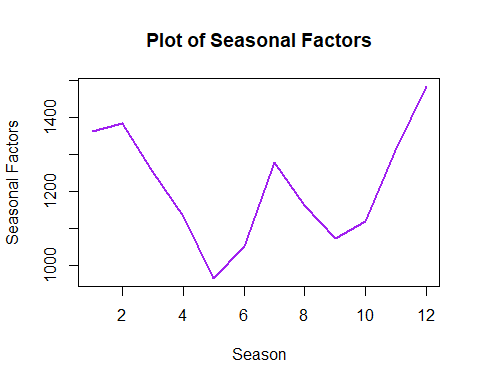 Plot of Seasonal Factors
Seasonal Factors
1400
1200
1000
2 4 6 8 10 12
Season